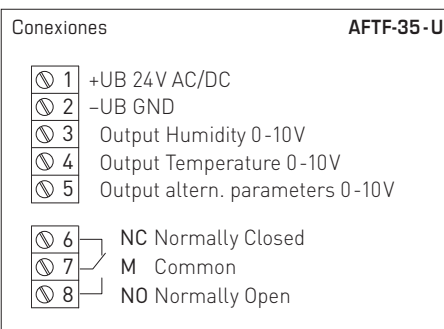 Conexiones AFTF-35-U
1 +UB 24V AC/DC
2 –UB GND
3 Output Humidity 0-10V
4 Output Temperature 0-10V
5 Output altern. parameters 0-10V
6 NC Normally Closed
7 M Common
8 NO Normally Open